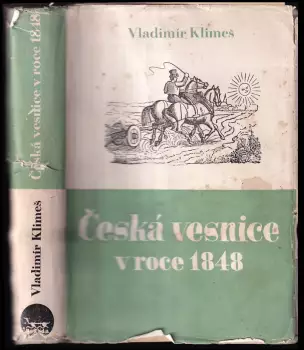 Česká vesnice v roce 1848
Vladimír Klimeš
Vladimír Klimeš
Česká vesnice
v roce 1848